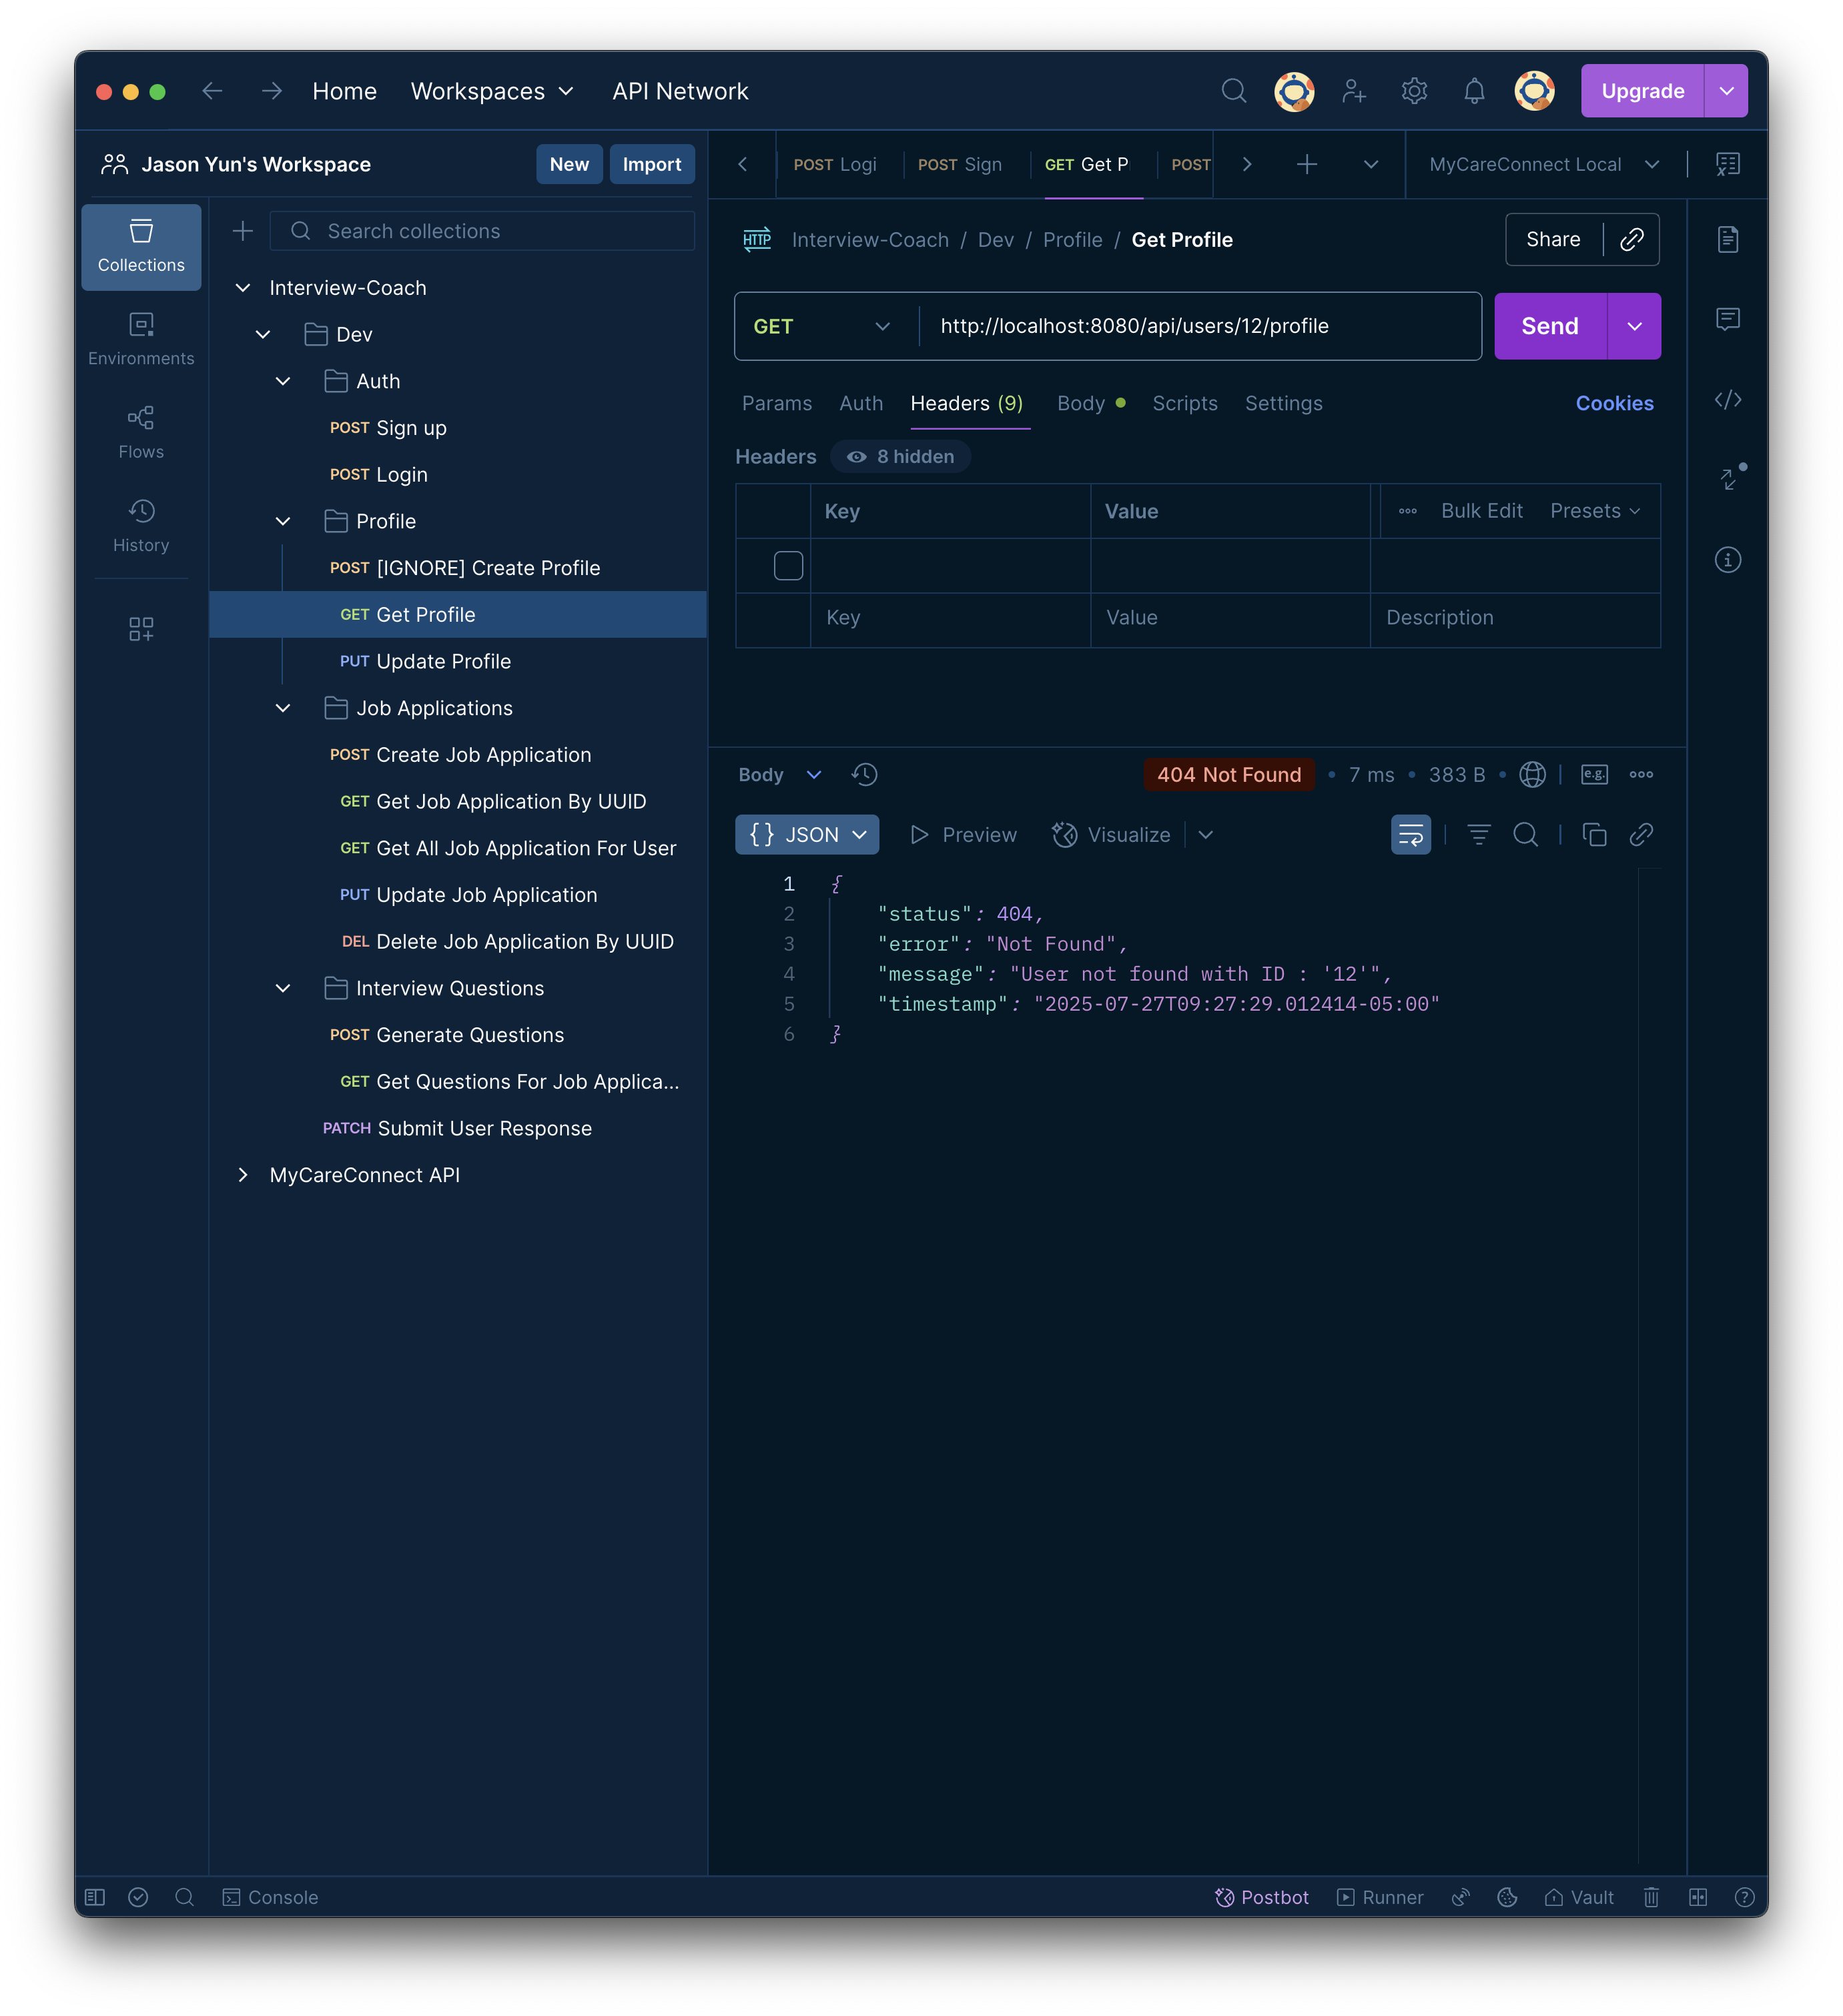 Home Workspaces API Network Upgrade
Jason Yun's Workspace New Import
POST Logi POST Sign GET Get P POST MyCareConnect Local
Collections
Environments
Flows
History
Search collections
Interview-Coach
Dev
Auth
POST Sign up
POST Login
Profile
POST [IGNORE] Create Profile
GET Get Profile
PUT Update Profile
Job Applications
POST Create Job Application
GET Get Job Application By UUID
GET Get All Job Application For User
PUT Update Job Application
DEL Delete Job Application By UUID
Interview Questions
POST Generate Questions
GET Get Questions For Job Applica...
PATCH Submit User Response
MyCareConnect API
HTTP Interview-Coach / Dev / Profile / Get Profile Share
GET http://localhost:8080/api/users/12/profile Send
Params Auth Headers (9) Body Scripts Settings Cookies
Headers 8 hidden
Key Value Bulk Edit Presets
Key Value Description
Body 404 Not Found • 7 ms • 383 B • e.g.
{} JSON Preview Visualize
1 {
2 "status": 404,
3 "error": "Not Found",
4 "message": "User not found with ID : '12'",
5 "timestamp": "2025-07-27T09:27:29.012414-05:00"
6 }
Console Postbot Runner Vault